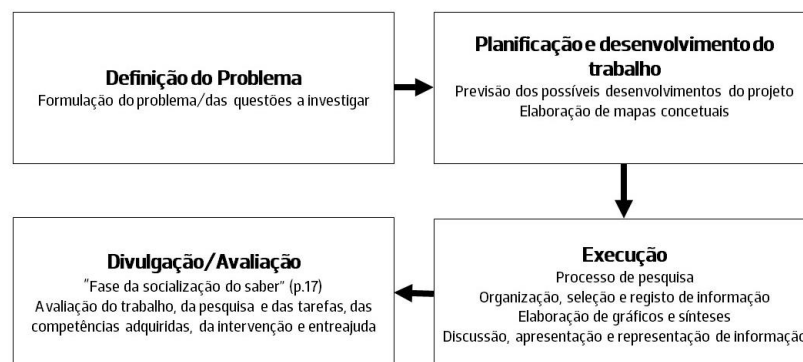 Definição do Problema
Formulação do problema/das questões a investigar
Planificação e desenvolvimento do
trabalho
Previsão dos possíveis desenvolvimentos do projeto
Elaboração de mapas concetuais
Divulgação/Avaliação
"Fase da socialização do saber" (p.17)
Avaliação do trabalho, da pesquisa e das tarefas, das
competências adquiridas, da intervenção e entreajuda
Execução
Processo de pesquisa
Organização, seleção e registo de informação
Elaboração de gráficos e sínteses
Discussão, apresentação e representação de informação